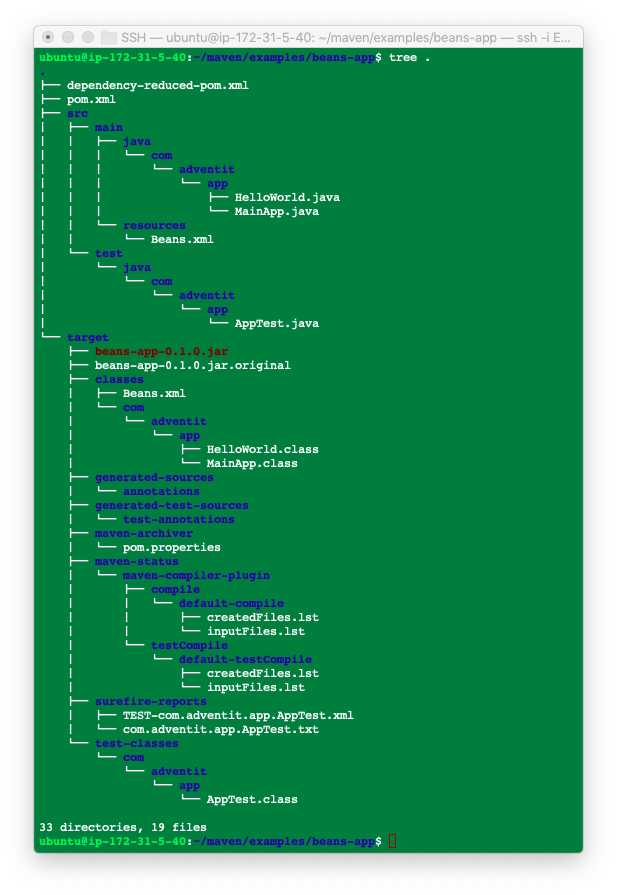 SSH — ubuntu@ip-172-31-5-40: ~/maven/examples/beans-app — ssh -i E...
ubuntu@ip-172-31-5-40:~/maven/examples/beans-app$ tree .
.
├── dependency-reduced-pom.xml
├── pom.xml
├── src
│   ├── main
│   │   ├── java
│   │   │   └── com
│   │   │       └── adventit
│   │   │           └── app
│   │   │               ├── HelloWorld.java
│   │   │               └── MainApp.java
│   │   └── resources
│   │       └── Beans.xml
│   └── test
│       └── java
│           └── com
│               └── adventit
│                   └── app
│                       └── AppTest.java
└── target
    ├── beans-app-0.1.0.jar
    ├── beans-app-0.1.0.jar.original
    ├── classes
    │   ├── Beans.xml
    │   └── com
    │       └── adventit
    │           └── app
    │               ├── HelloWorld.class
    │               └── MainApp.class
    ├── generated-sources
    │   └── annotations
    ├── generated-test-sources
    │   └── test-annotations
    ├── maven-archiver
    │   └── pom.properties
    ├── maven-status
    │   └── maven-compiler-plugin
    │       ├── compile
    │       │   └── default-compile
    │       │       ├── createdFiles.lst
    │       │       └── inputFiles.lst
    │       └── testCompile
    │           └── default-testCompile
    │               ├── createdFiles.lst
    │               └── inputFiles.lst
    ├── surefire-reports
    │   ├── TEST-com.adventit.app.AppTest.xml
    │   └── com.adventit.app.AppTest.txt
    └── test-classes
        └── com
            └── adventit
                └── app
                    └── AppTest.class
33 directories, 19 files
ubuntu@ip-172-31-5-40:~/maven/examples/beans-app$